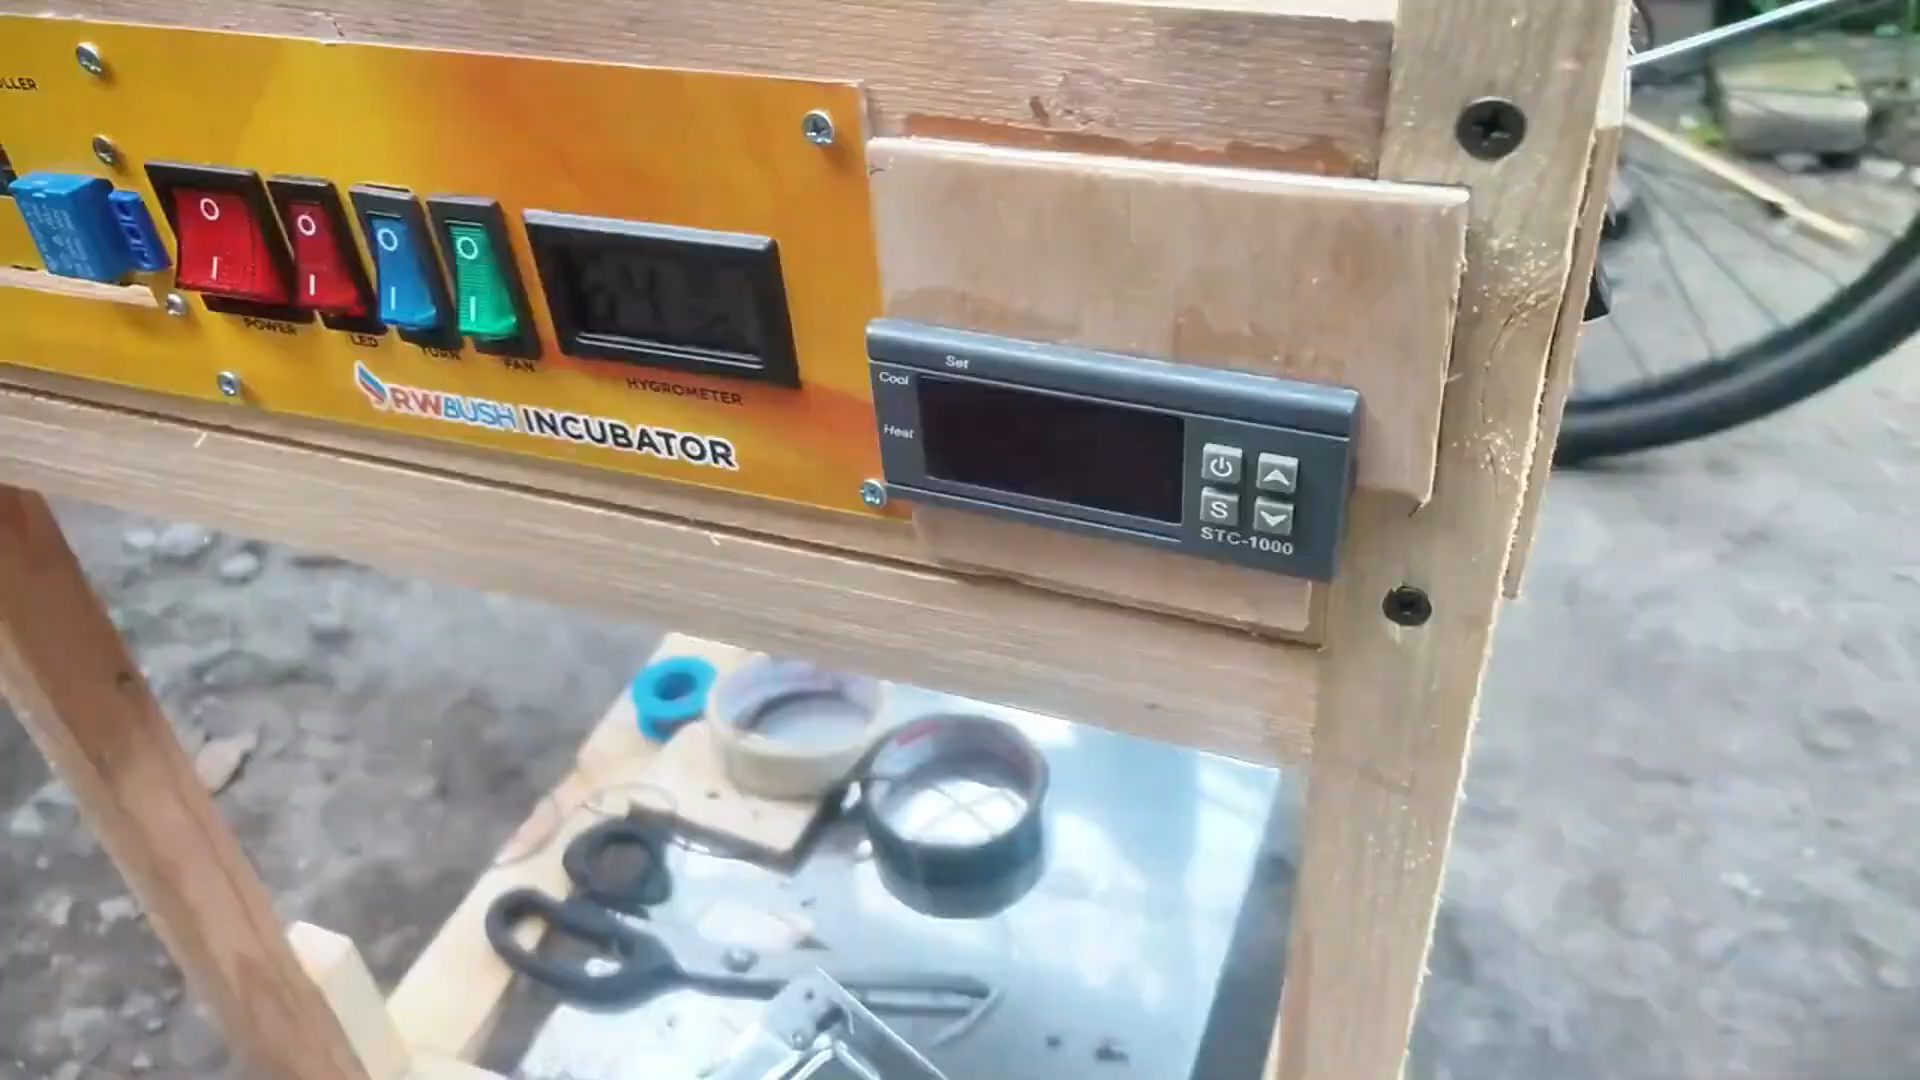 POWER
LED
TURN
FAN
HYGROMETER
RWBUSH INCUBATOR
Set
Cool
Heat
S
STC-1000